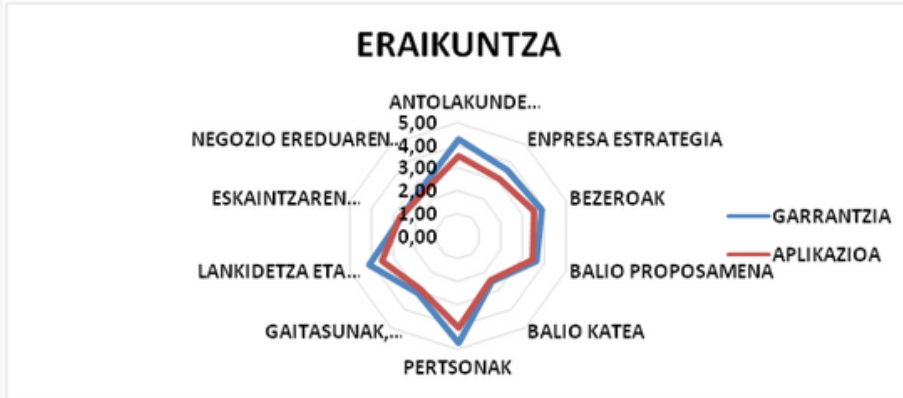 ERAIKUNTZA
ANTOLAKUNDE...
5,00
NEGOZIO EREDUAREN...
4,00
ENPRESA ESTRATEGIA
3,00
ESKAINTZAREN...
2,00
BEZEROAK
1,00
GARRANTZIA
0,00
APLIKAZIOA
LANKIDETZA ETA...
BALIO PROPOSAMENA
GAITASUNAK,...
BALIO KATEA
PERTSONAK